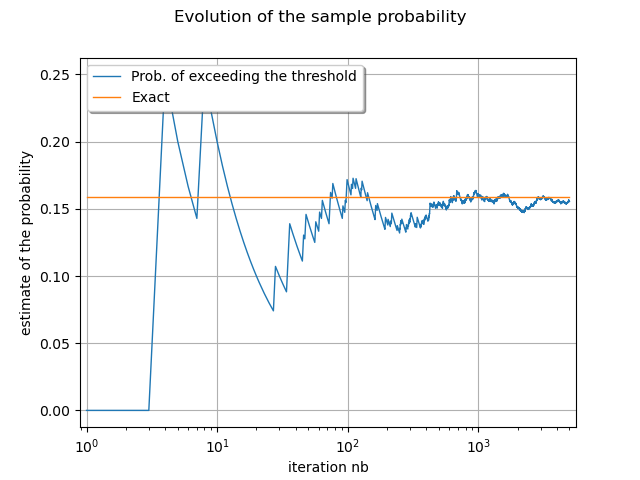 Evolution of the sample probability
Prob. of exceeding the threshold
Exact
estimate of the probability
0.25
0.20
0.15
0.10
0.05
0.00
10⁰ 10¹ 10² 10³
iteration nb